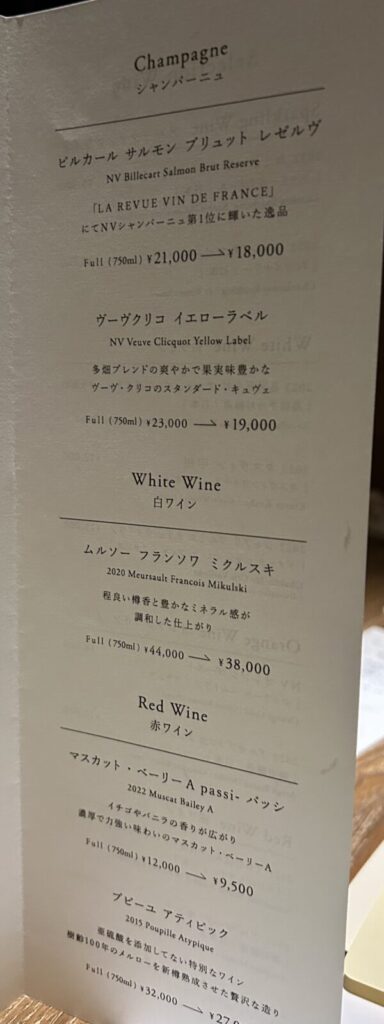 Champagne
シャンパーニュ
ビルカール サルモン ブリュット レゼルヴ
NV Billecart Salmon Brut Reserve
「LA REVUE VIN DE FRANCE」
にてNVシャンパーニュ第1位に輝いた逸品
Full (750ml) ¥21,000 → ¥18,000
ヴーヴクリコ イエローラベル
NV Veuve Clicquot Yellow Label
多畑ブレンドの爽やかで果実味豊かな
ヴーヴ・クリコのスタンダード・キュヴェ
Full (750ml) ¥23,000 → ¥19,000
White Wine
白ワイン
ムルソー フランソワ ミクルスキ
2020 Meursault Francois Mikulski
程良い樽香と豊かなミネラル感が
調和した仕上がり
Full (750ml) ¥44,000 → ¥38,000
Red Wine
赤ワイン
マスカット・ベーリーA passi- パッシ
2022 Muscat Bailey A
イチゴやバニラの香りが広がり
濃厚で力強い味わいのマスカット・ベーリーA
Full (750ml) ¥12,000 → ¥9,500
プピーユ アティピック
2015 Poupille Atypique
亜硫酸を添加してない特別なワイン
樹齢100年のメルローを新樽熟成させた贅沢な造り
Full (750ml) ¥32,000 →